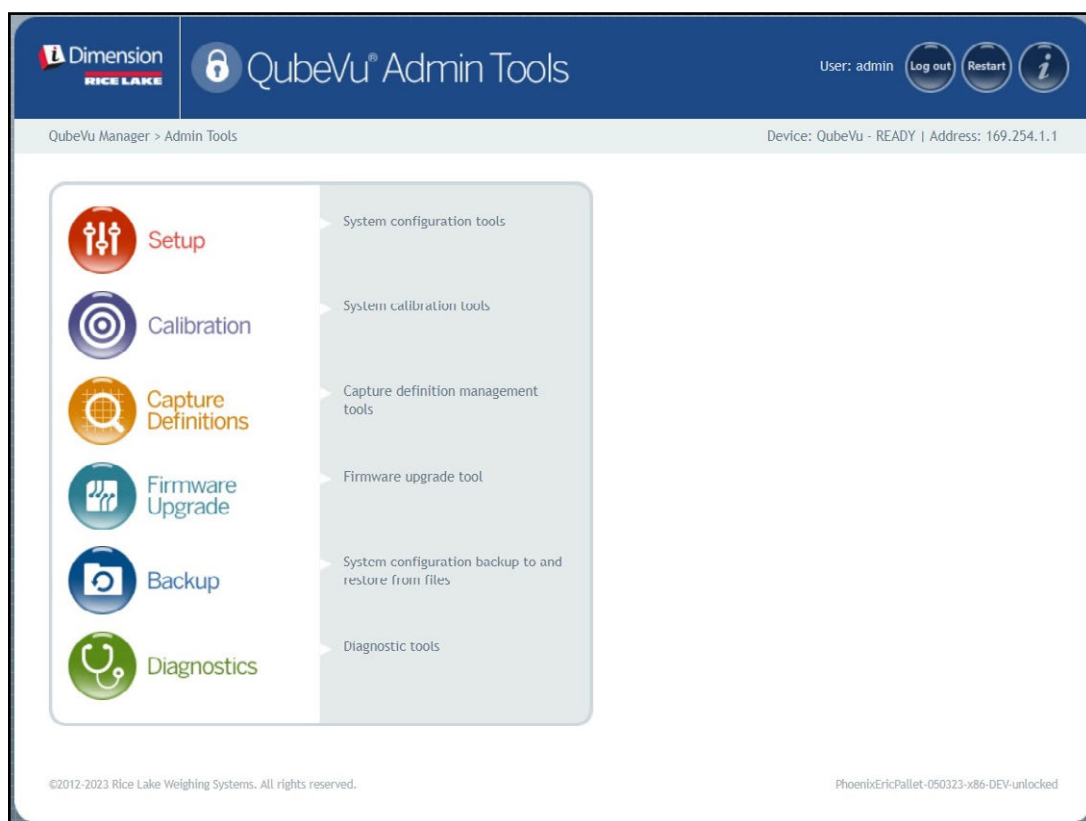 i Dimension
RICE LAKE
QubeVu® Admin Tools
User: admin
Log out
Restart
i
QubeVu Manager > Admin Tools
Device: QubeVu - READY | Address: 169.254.1.1
Setup
System configuration tools
Calibration
System calibration tools
Capture
Definitions
Capture definition management
tools
Firmware
Upgrade
Firmware upgrade tool
Backup
System configuration backup to and
restore from files
Diagnostics
Diagnostic tools
©2012-2023 Rice Lake Weighing Systems. All rights reserved.
PhoenixEricPallet-050323-x86-DEV-unlocked